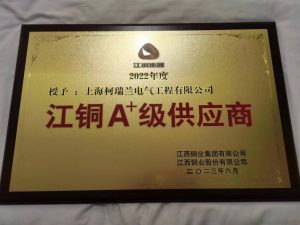 江铜集团
2022年度
授予：上海柯瑞兰电气工程有限公司
江铜A+级供应商
江西铜业集团有限公司
江西铜业股份有限公司
二〇二三年六月